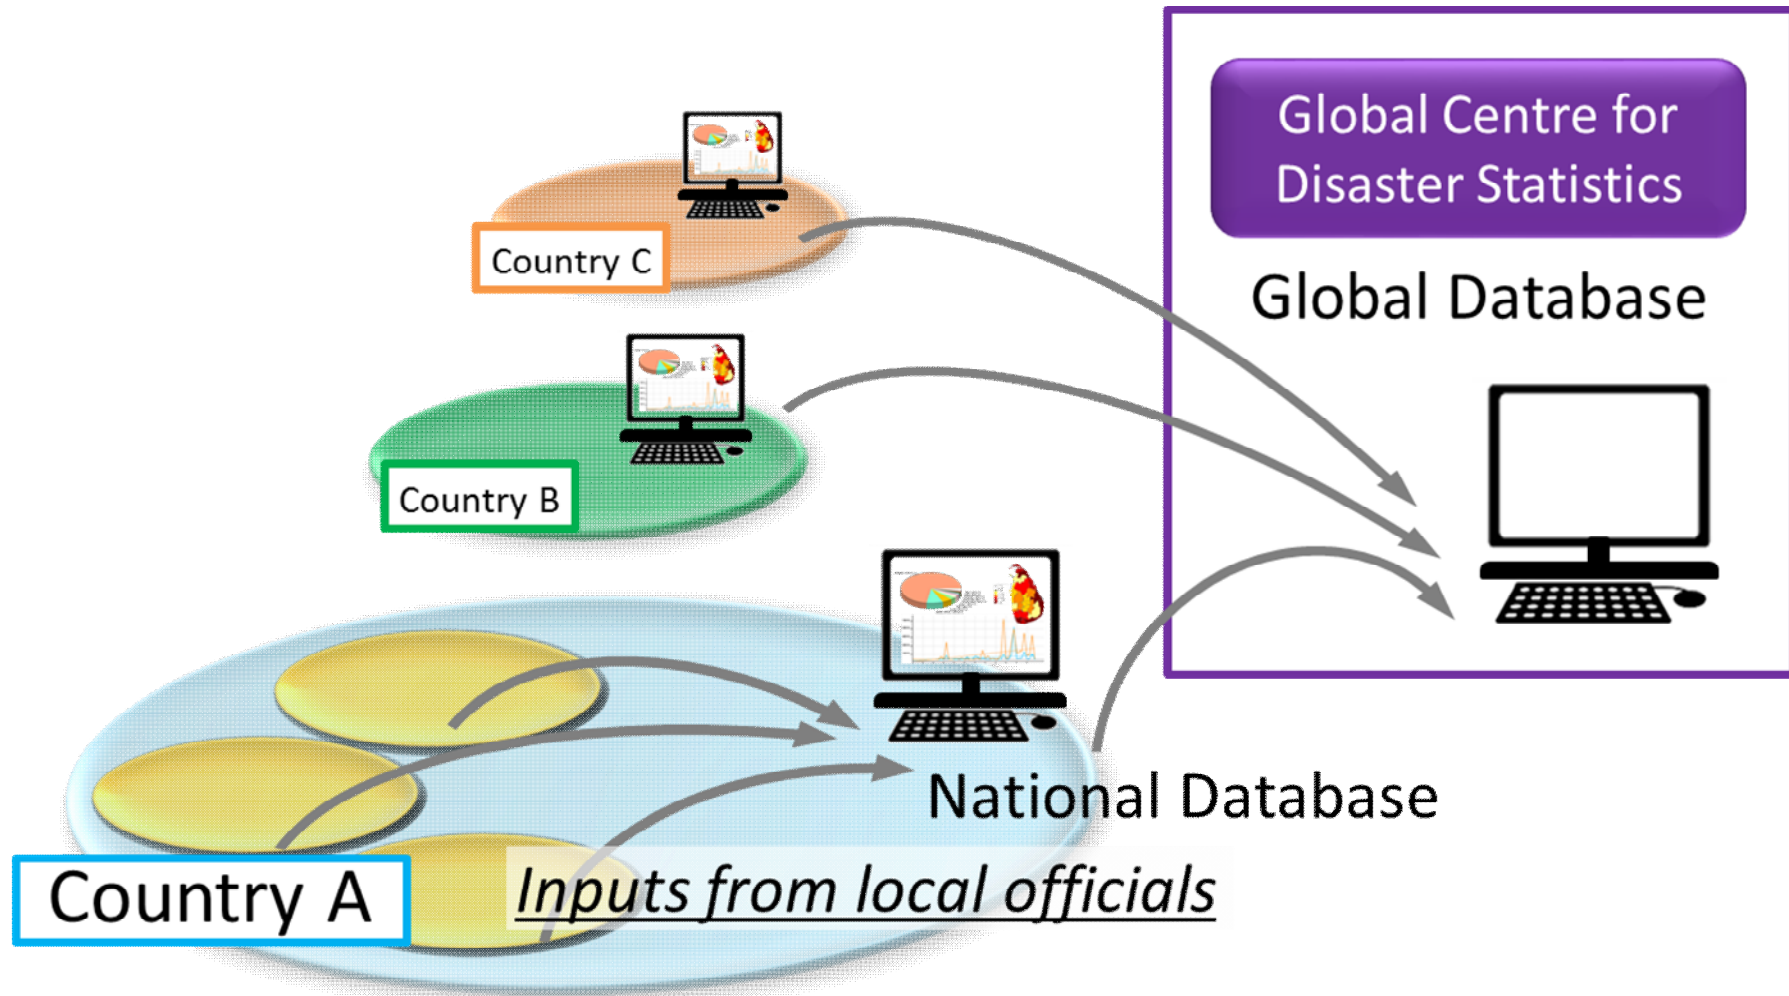 Global Centre for
Disaster Statistics
Global Database
Country C
Country B
National Database
Country A
Inputs from local officials